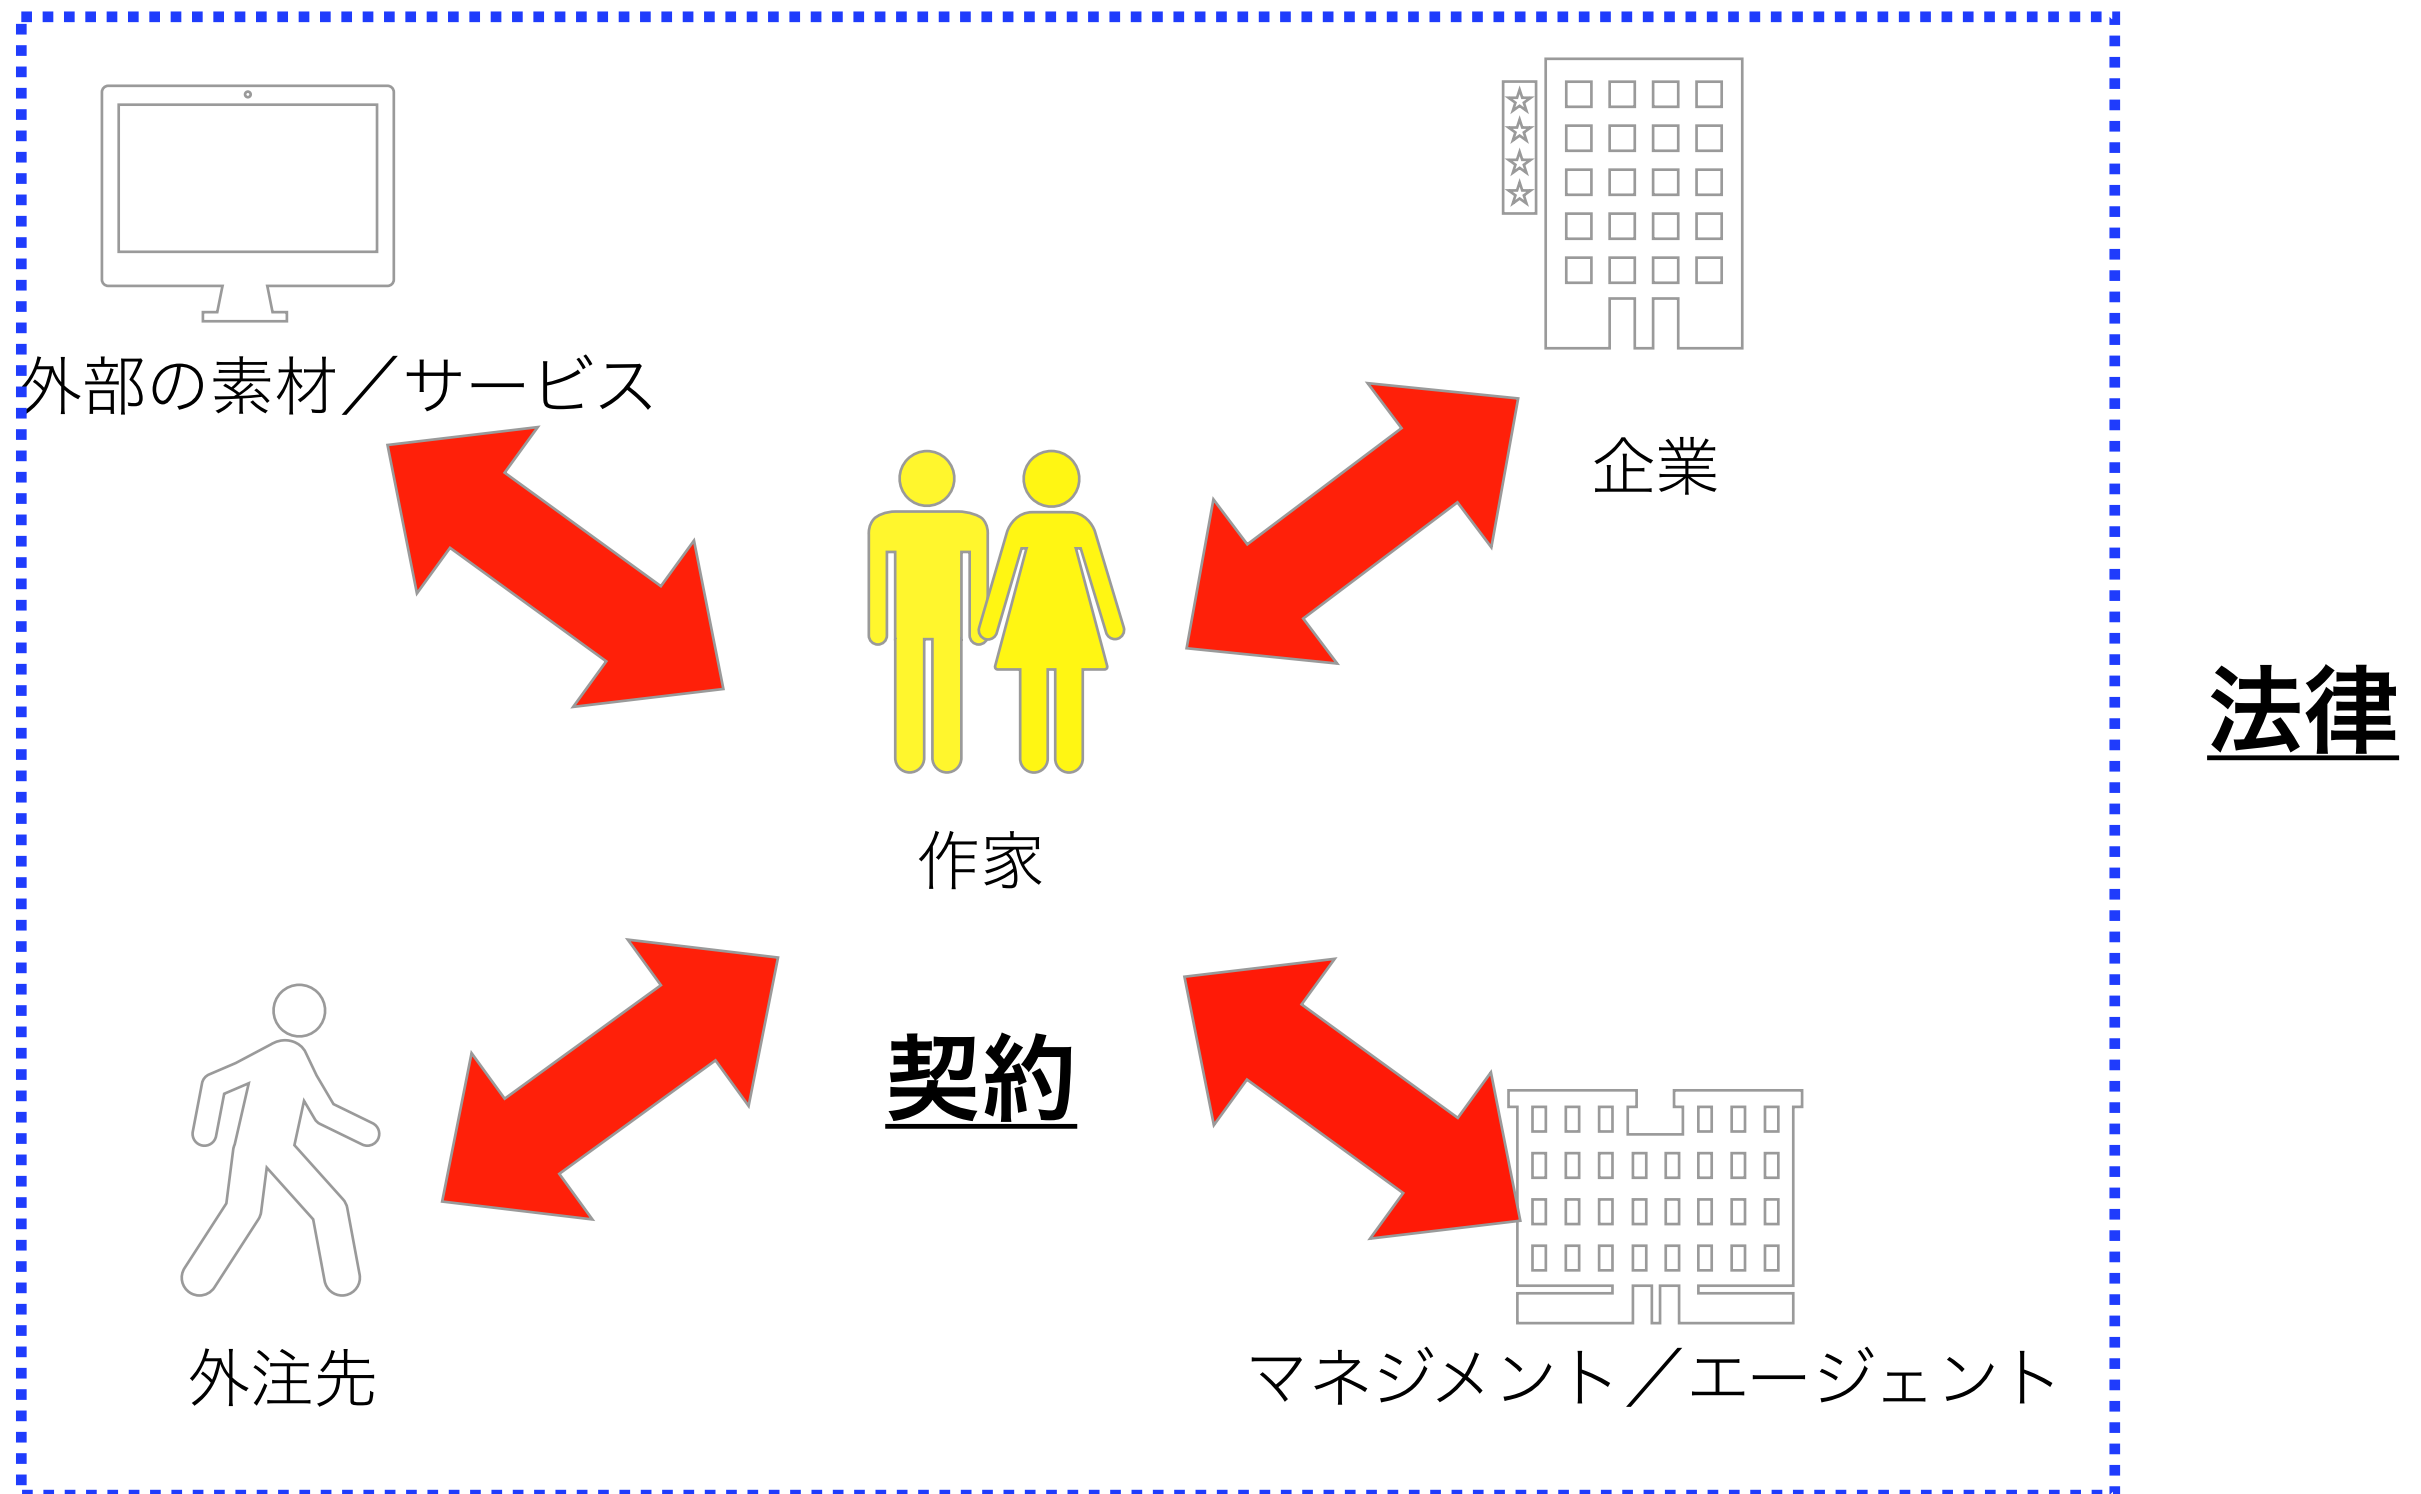 外部の素材／サービス
企業
法律
作家
契約
外注先
マネジメント／エージェント